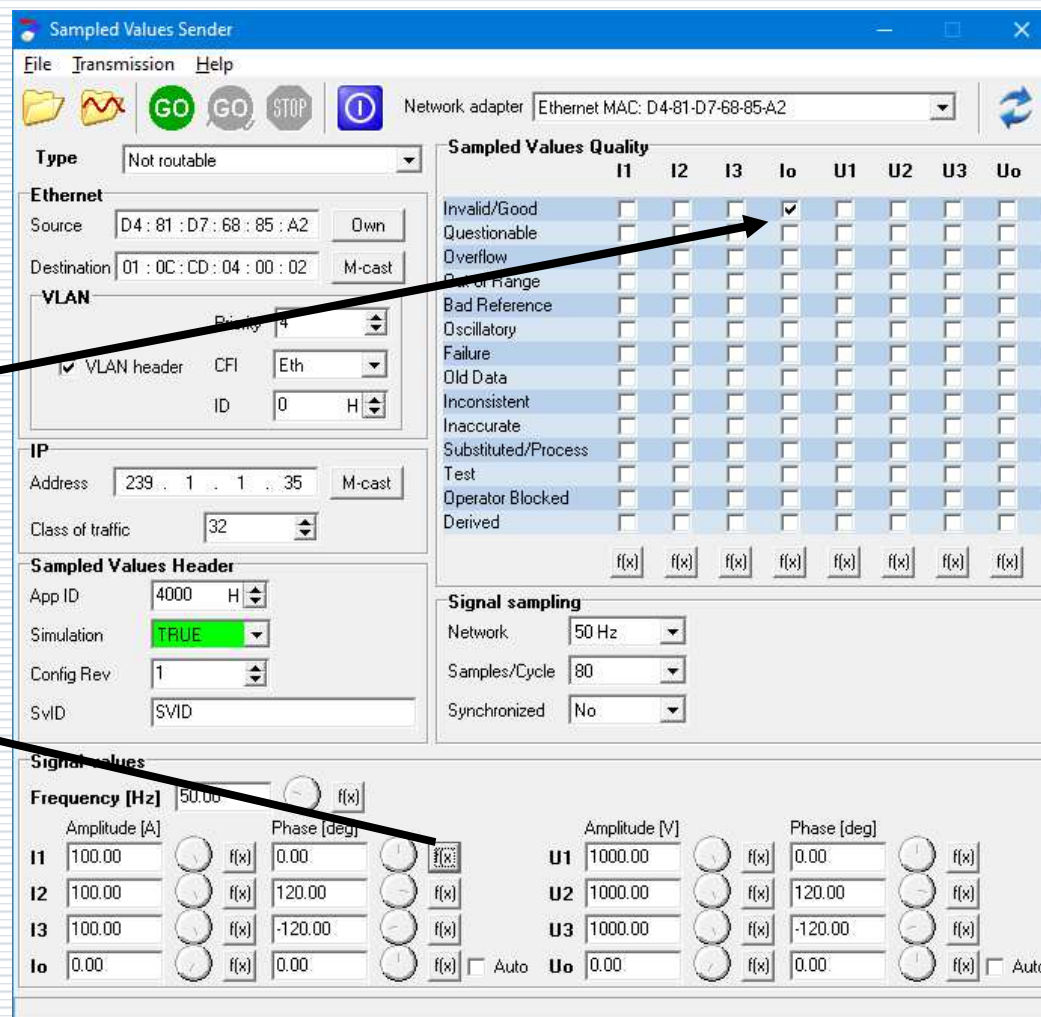 Sampled Values Sender
File Transmission Help
GO GO STOP Network adapter Ethernet MAC: D4-81-D7-68-85-A2
Type Not routable
Ethernet
Source D4 : 81 : D7 : 68 : 85 : A2 Own
Destination 01 : 0C : CD : 04 : 00 : 02 M-cast
VLAN
Priority 4
VLAN header CFI Eth
ID 0 H
IP
Address 239 . 1 . 1 . 35 M-cast
Class of traffic 32
Sampled Values Header
App ID 4000 H
Simulation TRUE
Config Rev 1
SvID SVID
Sampled Values Quality
I1 I2 I3 Io U1 U2 U3 Uo
Invalid/Good
Questionable
Overflow
Out of Range
Bad Reference
Oscillatory
Failure
Old Data
Inconsistent
Inaccurate
Substituted/Process
Test
Operator Blocked
Derived
f(x) f(x) f(x) f(x) f(x) f(x) f(x) f(x)
Signal sampling
Network 50 Hz
Samples/Cycle 80
Synchronized No
Signal values
Frequency [Hz] 50.00 f(x)
Amplitude [A] Phase [deg] Amplitude [V] Phase [deg]
I1 100.00 f(x) 0.00 f(x) U1 1000.00 f(x) 0.00 f(x)
I2 100.00 f(x) 120.00 f(x) U2 1000.00 f(x) 120.00 f(x)
I3 100.00 f(x) -120.00 f(x) U3 1000.00 f(x) -120.00 f(x)
Io 0.00 f(x) 0.00 f(x) Auto Uo 0.00 f(x) 0.00 f(x) Auto